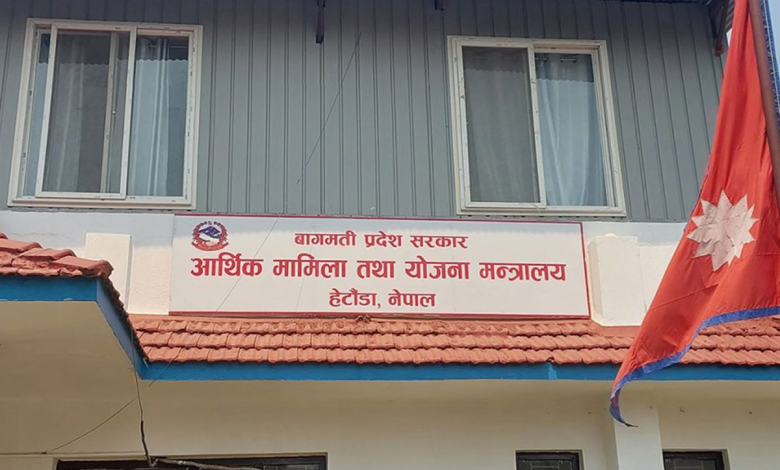 बागमती प्रदेश सरकार
आर्थिक मामिला तथा योजना मन्त्रालय
हेटौंडा, नेपाल